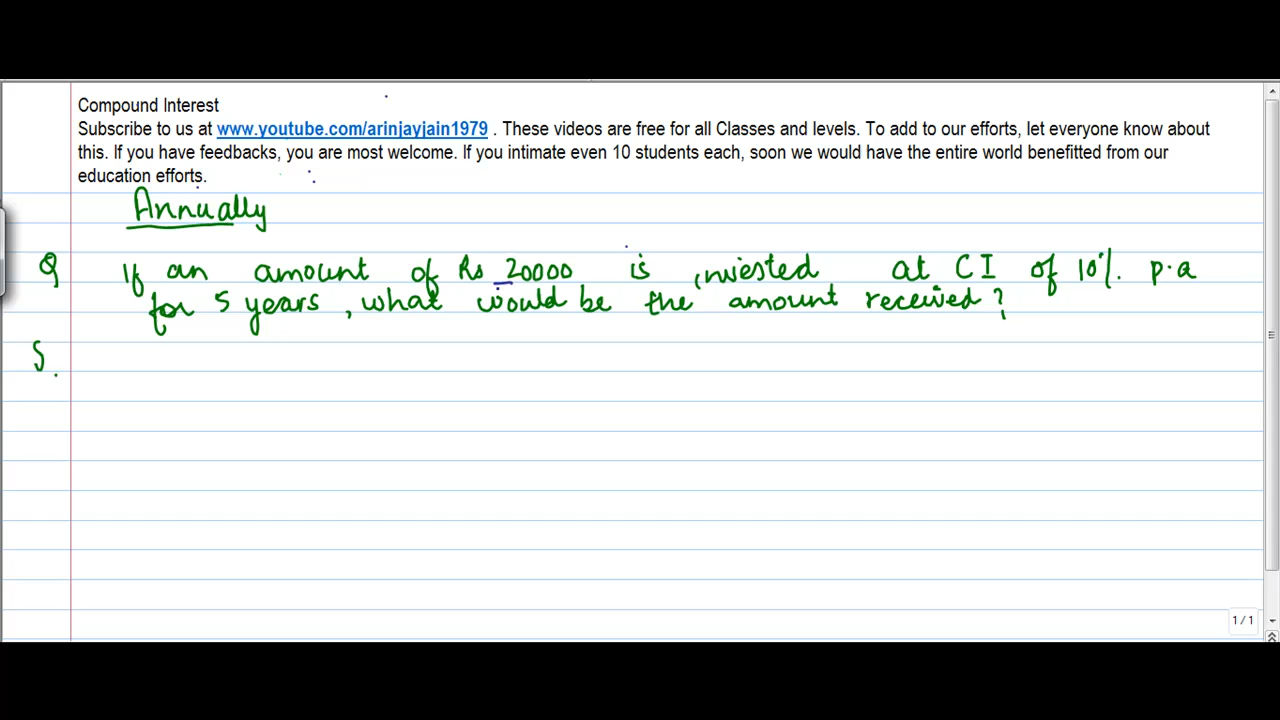 Compound Interest
Subscribe to us at www.youtube.com/arinjayjain1979 . These videos are free for all Classes and levels. To add to our efforts, let everyone know about
this. If you have feedbacks, you are most welcome. If you intimate even 10 students each, soon we would have the entire world benefitted from our
education efforts.
Annually
Q If an amount of Rs 20000 is invested at CI of 10% p.a
for 5 years, what would be the amount received?
S.
1 / 1